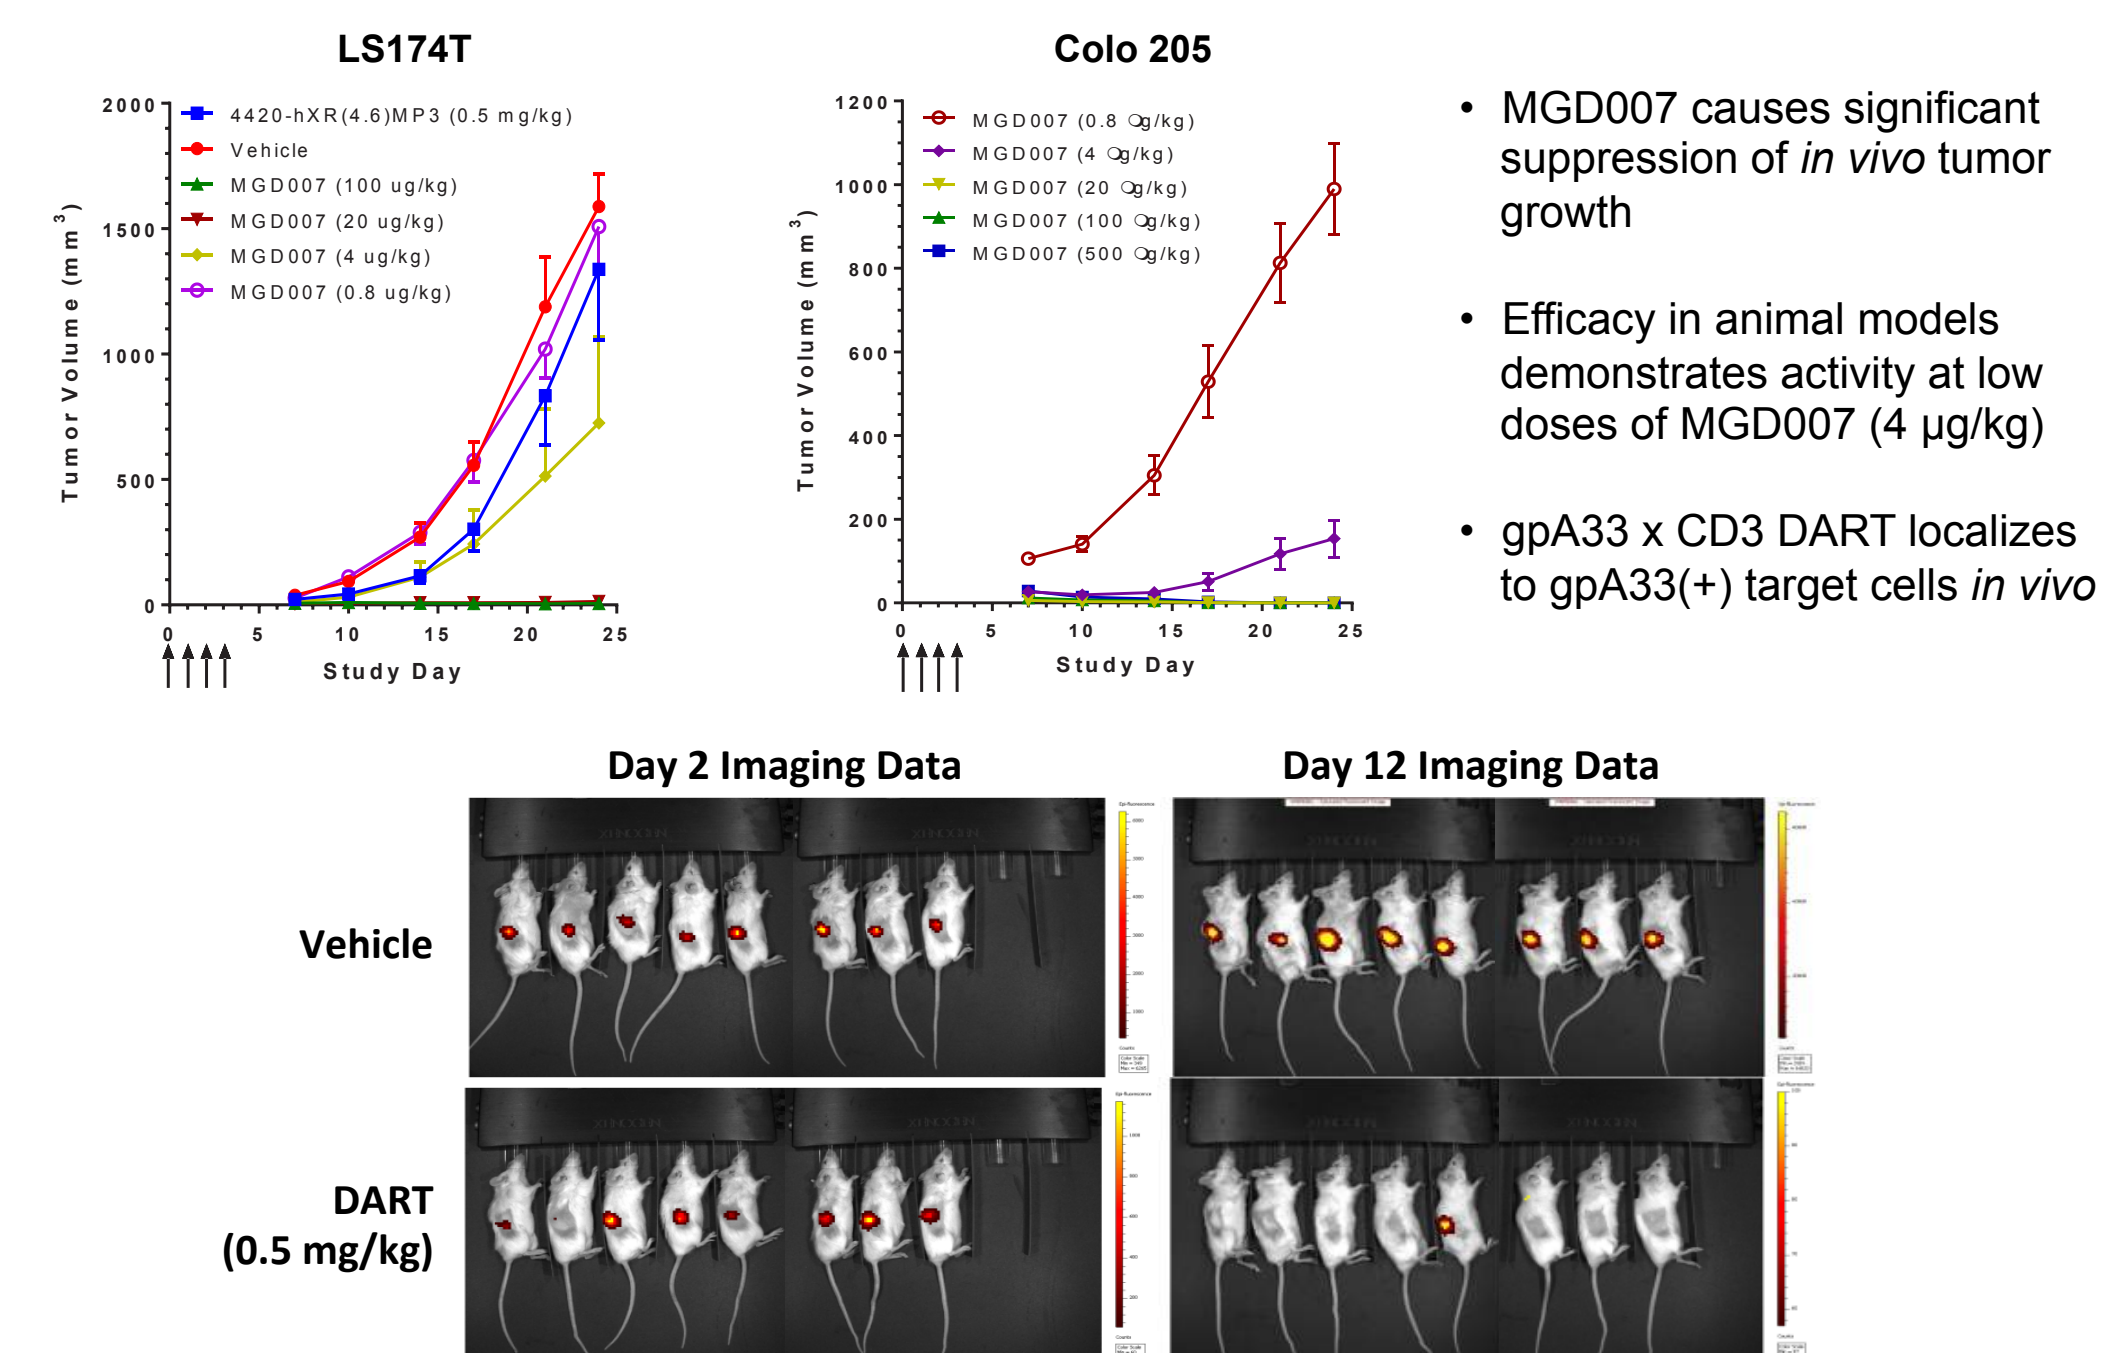 LS174T
2000
1500
1000
500
0
Tumor Volume (mm³)
4420-hXR(4.6)MP3 (0.5 mg/kg)
Vehicle
MGD007 (100 ug/kg)
MGD007 (20 ug/kg)
MGD007 (4 ug/kg)
MGD007 (0.8 ug/kg)
0 5 10 15 20 25
Study Day
Colo 205
1200
1000
800
600
400
200
0
Tumor Volume (mm³)
MGD007 (0.8 ❍g/kg)
MGD007 (4 ❍g/kg)
MGD007 (20 ❍g/kg)
MGD007 (100 ❍g/kg)
MGD007 (500 ❍g/kg)
0 5 10 15 20 25
Study Day
• MGD007 causes significant
suppression of in vivo tumor
growth
• Efficacy in animal models
demonstrates activity at low
doses of MGD007 (4 µg/kg)
• gpA33 x CD3 DART localizes
to gpA33(+) target cells in vivo
Day 2 Imaging Data
Day 12 Imaging Data
Vehicle
DART
(0.5 mg/kg)